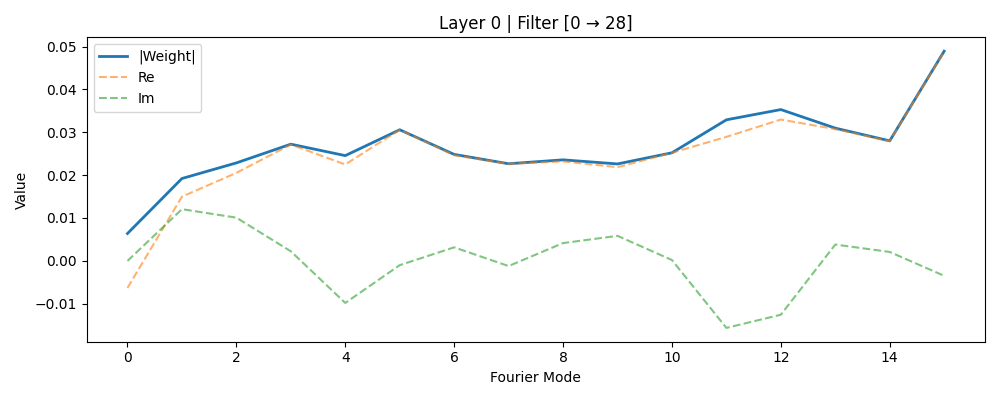 Layer 0 | Filter [0 → 28]
|Weight|
Re
Im
Value
0.05
0.04
0.03
0.02
0.01
0.00
−0.01
0 2 4 6 8 10 12 14
Fourier Mode